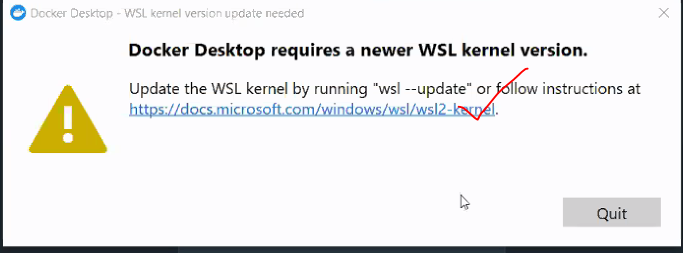 Docker Desktop - WSL kernel version update needed
Docker Desktop requires a newer WSL kernel version.
Update the WSL kernel by running "wsl --update" or follow instructions at
https://docs.microsoft.com/windows/wsl/wsl2-kernel.
Quit